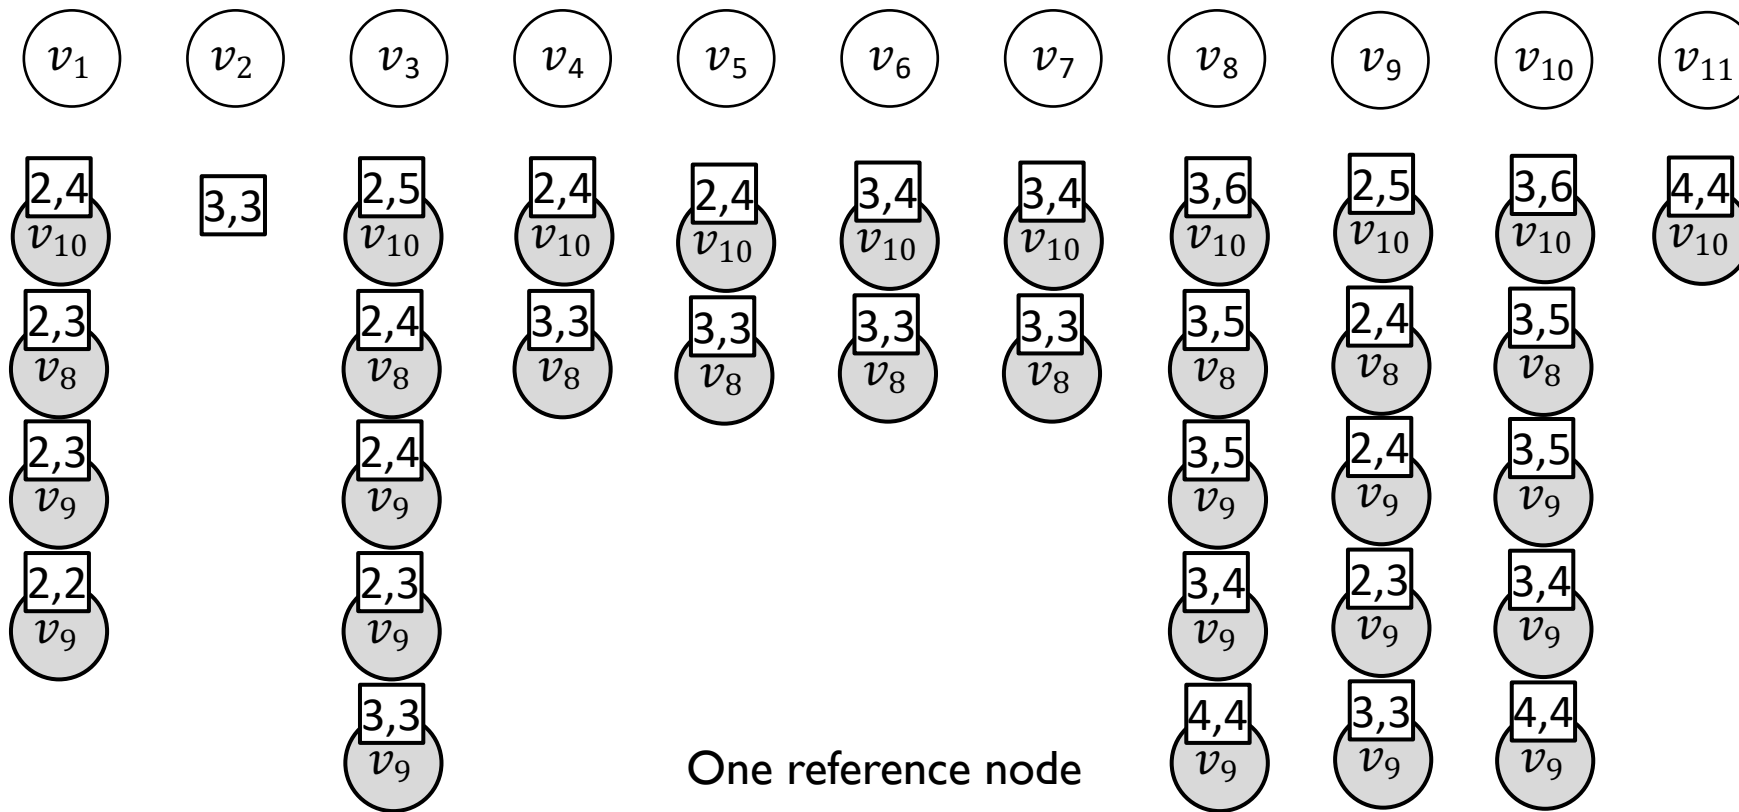 v₁ v₂ v₃ v₄ v₅ v₆ v₇ v₈ v₉ v₁₀ v₁₁
2,4 3,3 2,5 2,4 2,4 3,4 3,4 3,6 2,5 3,6 4,4
v₁₀ v₁₀ v₁₀ v₁₀ v₁₀ v₁₀ v₁₀ v₁₀ v₁₀ v₁₀
2,3 2,4 3,3 3,3 3,3 3,3 3,5 2,4 3,5
v₈ v₈ v₈ v₈ v₈ v₈ v₈ v₈ v₈
2,3 2,4 3,5 2,4 3,5
v₉ v₉ v₉ v₉ v₉
2,2 2,3 3,4 2,3 3,4
v₉ v₉ v₉ v₉ v₉
3,3 4,4 3,3 4,4
v₉ v₉ v₉ v₉
One reference node